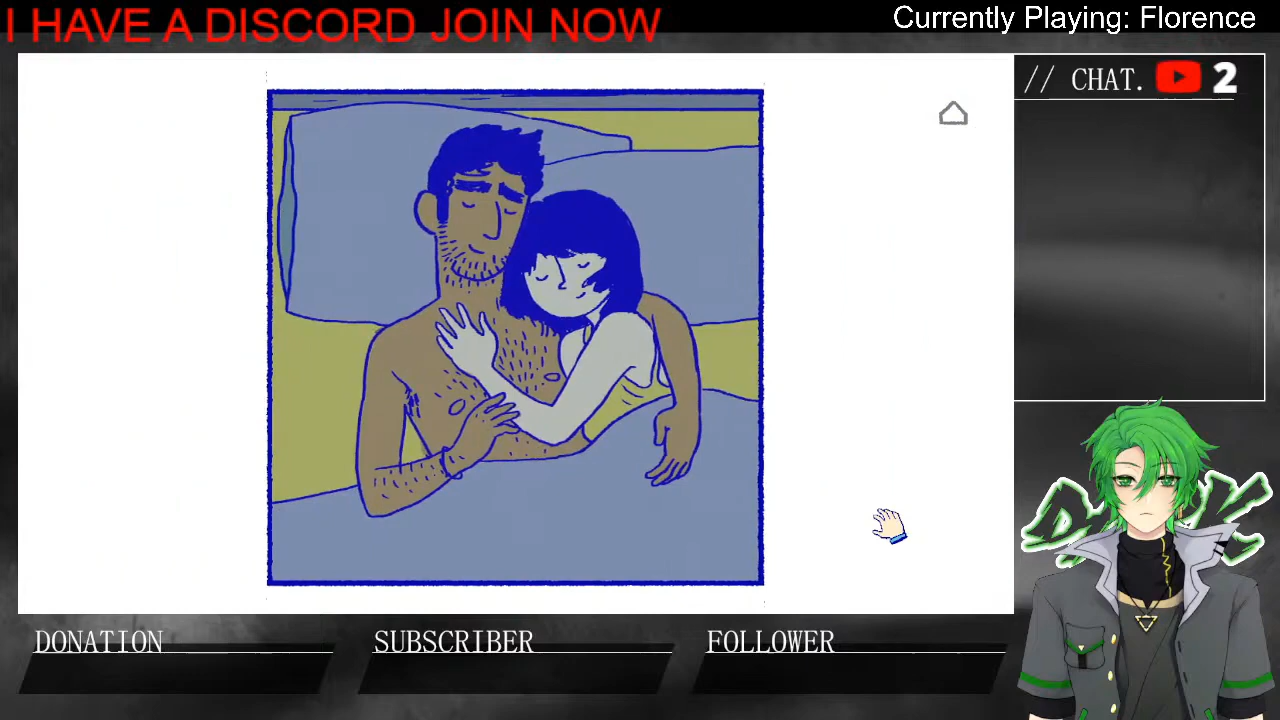 I HAVE A DISCORD JOIN NOW
Currently Playing: Florence
// CHAT. 2
DONATION
SUBSCRIBER
FOLLOWER